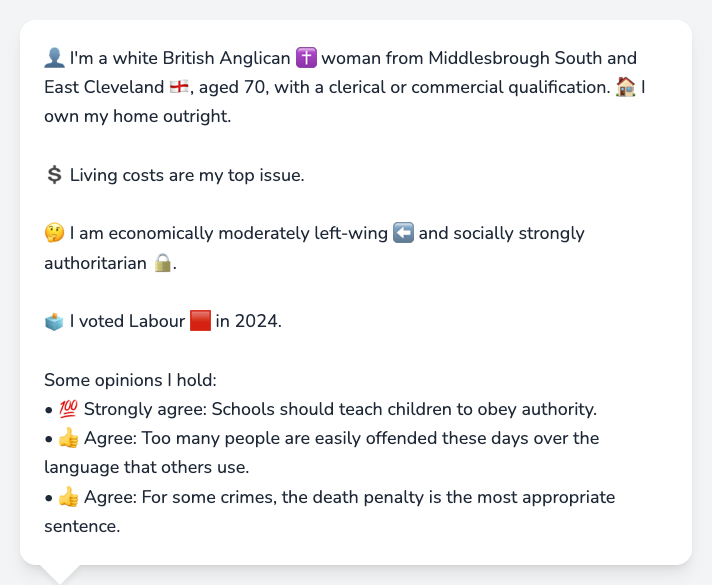 👤 I'm a white British Anglican ✝️ woman from Middlesbrough South and
East Cleveland 🏴󠁧󠁢󠁥󠁮󠁧󠁿, aged 70, with a clerical or commercial qualification. 🏠 I
own my home outright.
💲 Living costs are my top issue.
🤔 I am economically moderately left-wing ⬅️ and socially strongly
authoritarian 🔒.
🗳️ I voted Labour 🟥 in 2024.
Some opinions I hold:
• 💯 Strongly agree: Schools should teach children to obey authority.
• 👍 Agree: Too many people are easily offended these days over the
language that others use.
• 👍 Agree: For some crimes, the death penalty is the most appropriate
sentence.